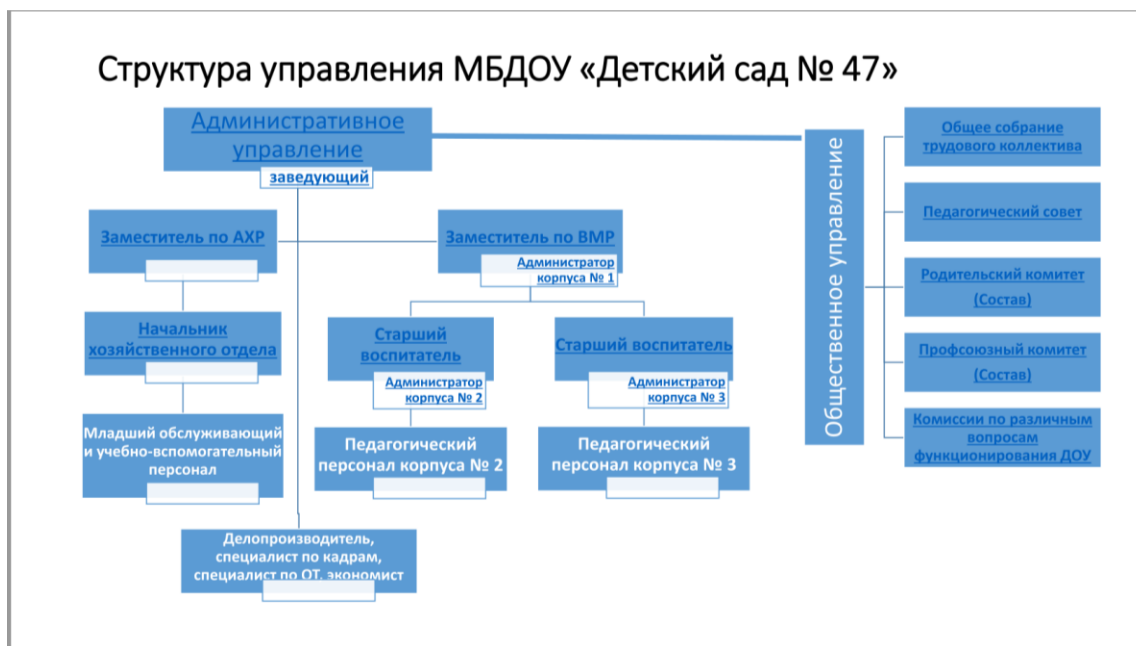 Структура управления МБДОУ «Детский сад № 47»
Административное
управление
заведующий
Заместитель по АХР
Заместитель по ВМР
Администратор
корпуса № 1
Начальник
хозяйственного отдела
Старший
воспитатель
Администратор
корпуса № 2
Старший воспитатель
Администратор
корпуса № 3
Младший обслуживающий
и учебно-вспомогательный
персонал
Педагогический
персонал корпуса № 2
Педагогический
персонал корпуса № 3
Делопроизводитель,
специалист по кадрам,
специалист по ОТ, экономист
Общественное управление
Общее собрание
трудового коллектива
Педагогический совет
Родительский комитет
(Состав)
Профсоюзный комитет
(Состав)
Комиссии по различным
вопросам
функционирования ДОУ